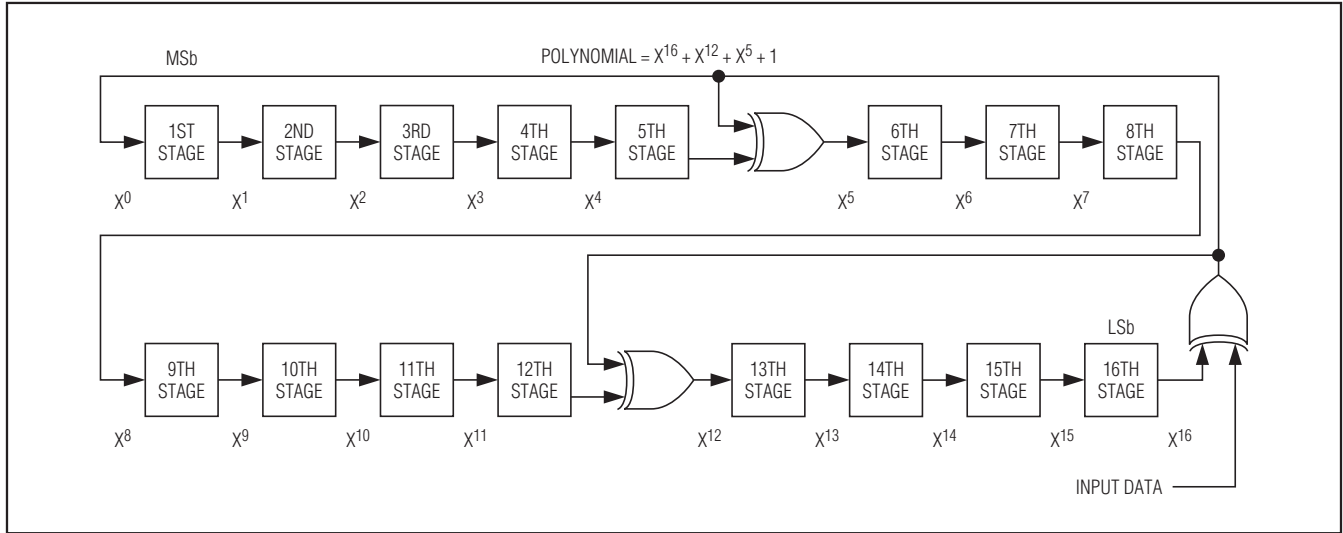 MSb
POLYNOMIAL = X16 + X12 + X5 + 1
1ST
STAGE
2ND
STAGE
3RD
STAGE
4TH
STAGE
5TH
STAGE
6TH
STAGE
7TH
STAGE
8TH
STAGE
X0
X1
X2
X3
X4
X5
X6
X7
LSb
9TH
STAGE
10TH
STAGE
11TH
STAGE
12TH
STAGE
13TH
STAGE
14TH
STAGE
15TH
STAGE
16TH
STAGE
X8
X9
X10
X11
X12
X13
X14
X15
X16
INPUT DATA